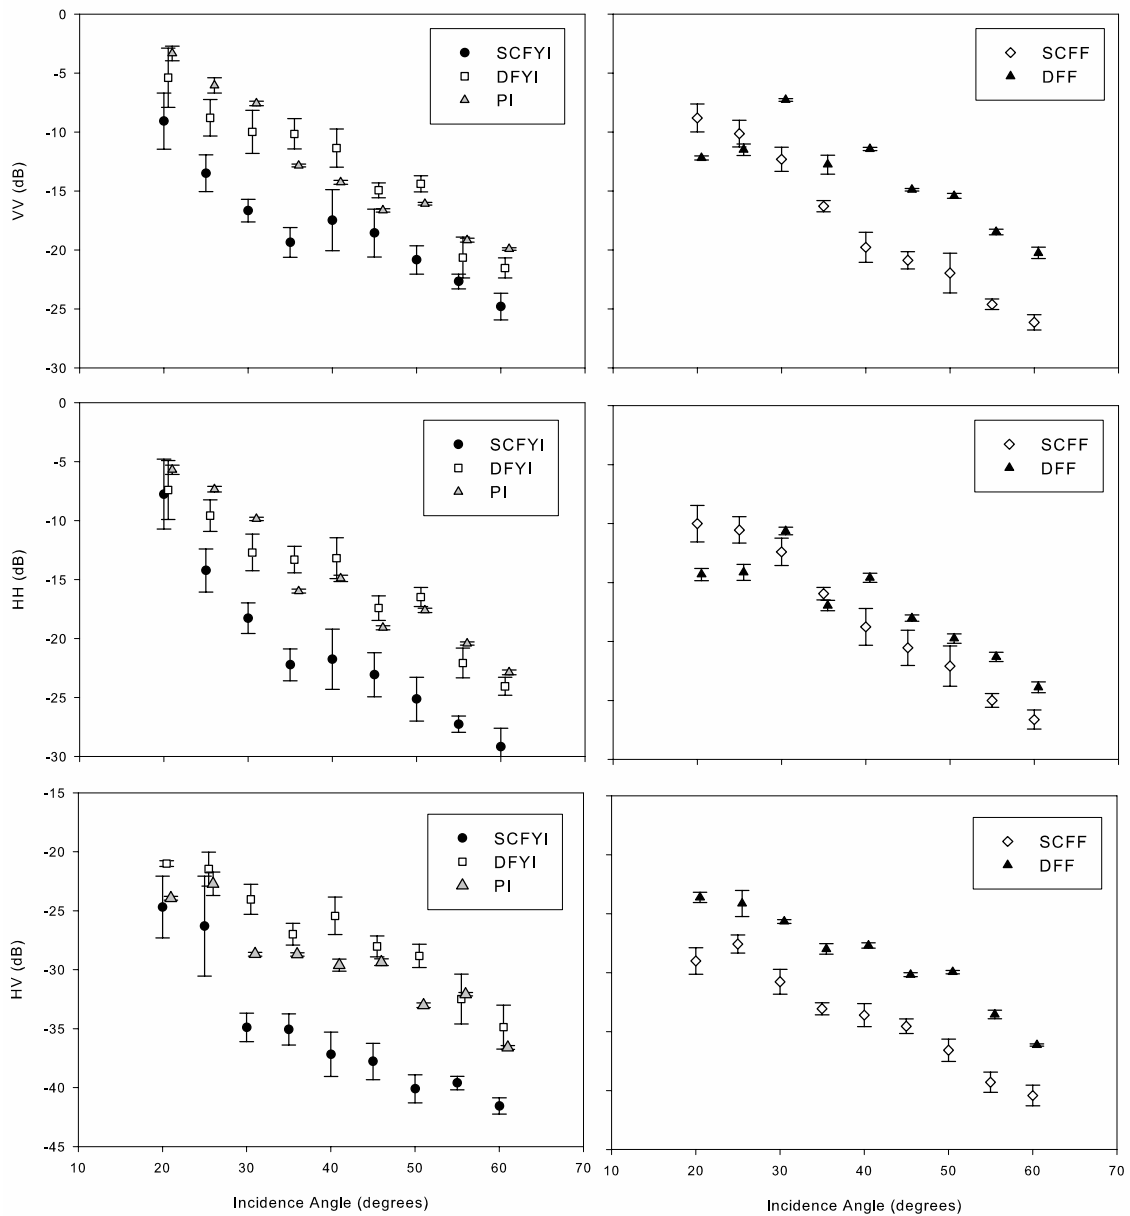 0
-5
-10
-15
-20
-25
-30
VV (dB)
SCFYI
DFYI
PI
SCFF
DFF
0
-5
-10
-15
-20
-25
-30
HH (dB)
SCFYI
DFYI
PI
SCFF
DFF
-15
-20
-25
-30
-35
-40
-45
HV (dB)
SCFYI
DFYI
PI
SCFF
DFF
10 20 30 40 50 60 70
10 20 30 40 50 60 70
Incidence Angle (degrees)
Incidence Angle (degrees)